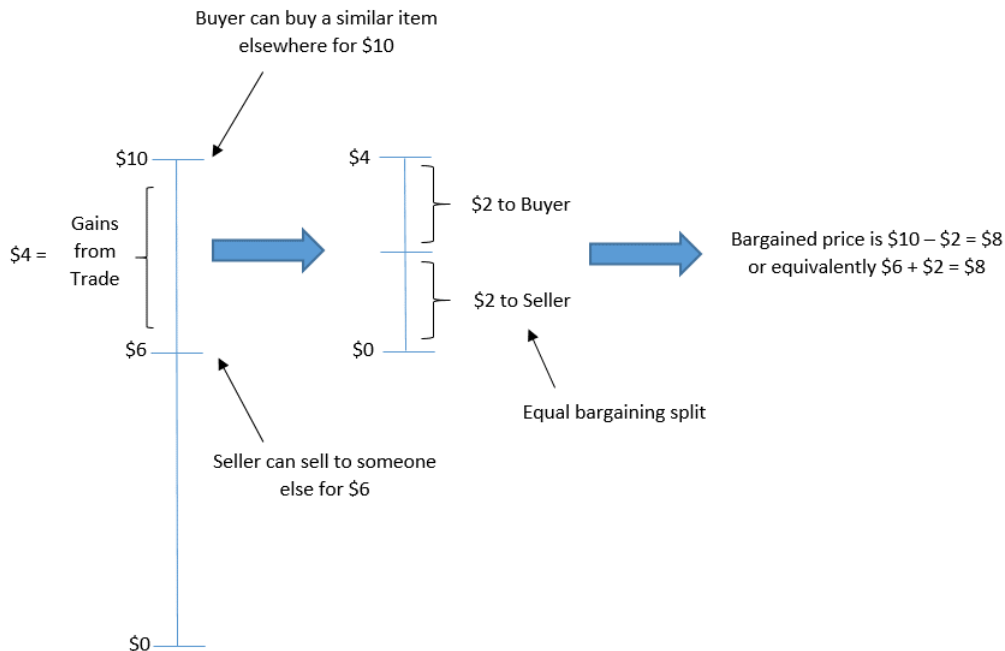 Buyer can buy a similar item
elsewhere for $10
$10
$4 =
Gains
from
Trade
$6
$0
Seller can sell to someone
else for $6
$4
$2 to Buyer
$2 to Seller
$0
Equal bargaining split
Bargained price is $10 – $2 = $8
or equivalently $6 + $2 = $8